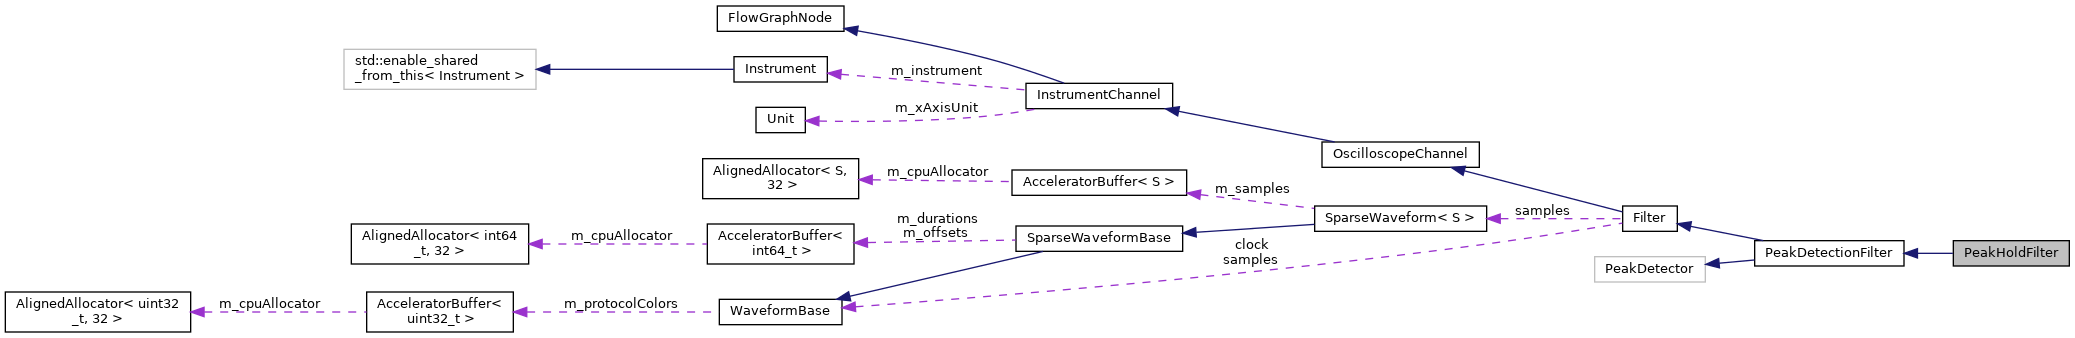 FlowGraphNode
std::enable_shared
_from_this< Instrument >
Instrument
m_instrument
InstrumentChannel
m_xAxisUnit
Unit
OscilloscopeChannel
AlignedAllocator< S,
32 >
m_cpuAllocator
AcceleratorBuffer< S >
m_samples
SparseWaveform< S >
samples
Filter
AlignedAllocator< int64
_t, 32 >
m_cpuAllocator
AcceleratorBuffer<
int64_t >
m_durations
m_offsets
SparseWaveformBase
clock
samples
PeakDetector
PeakDetectionFilter
PeakHoldFilter
AlignedAllocator< uint32
_t, 32 >
m_cpuAllocator
AcceleratorBuffer<
uint32_t >
m_protocolColors
WaveformBase